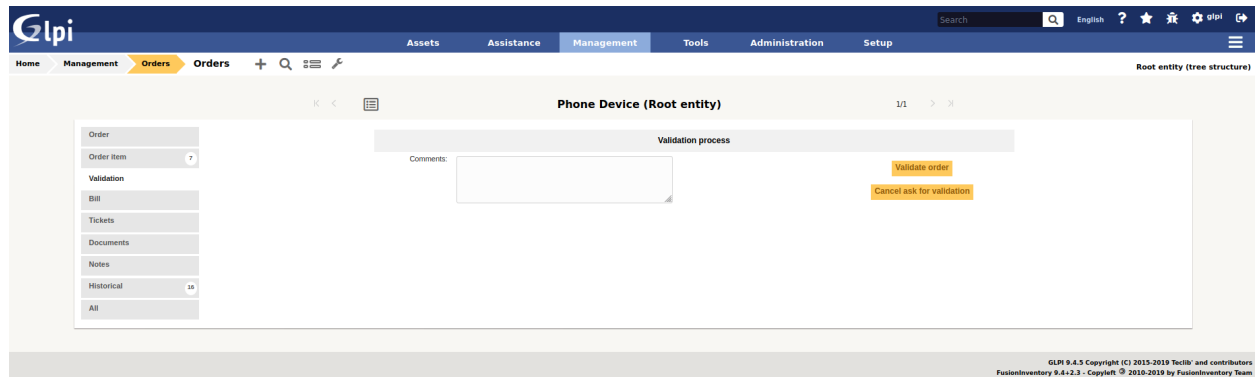 Glpi
Search
English ? glpi
Assets Assistance Management Tools Administration Setup
Home Management Orders Orders
Root entity (tree structure)
Phone Device (Root entity) 1/1
Order
Order item 7
Validation
Bill
Tickets
Documents
Notes
Historical 16
All
Validation process
Comments:
Validate order
Cancel ask for validation
GLPI 9.4.5 Copyright (C) 2015-2019 Teclib' and contributors
FusionInventory 9.4+2.3 - Copyleft 🄯 2010-2019 by FusionInventory Team